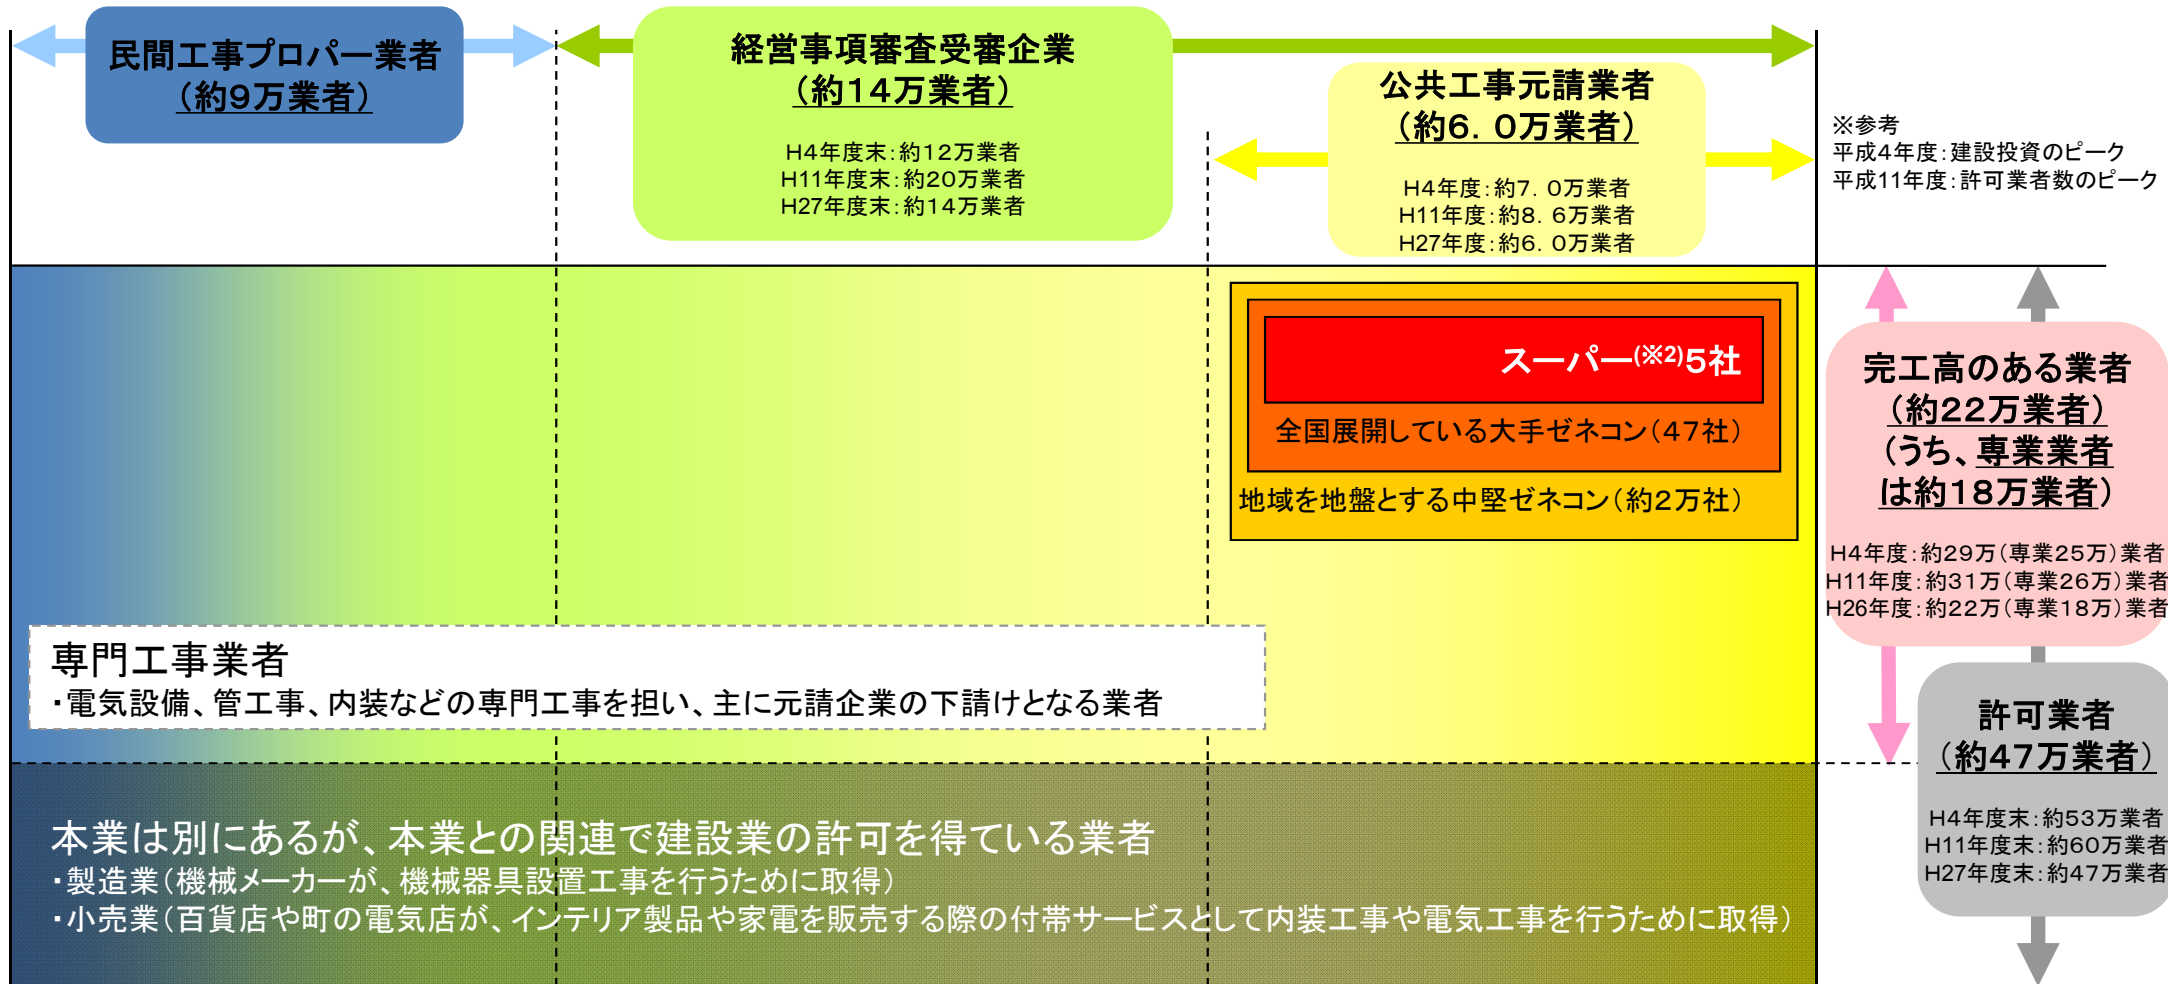 民間工事プロパー業者
(約9万業者)
経営事項審査受審企業
(約14万業者)
H4年度末:約12万業者
H11年度末:約20万業者
H27年度末:約14万業者
公共工事元請業者
(約6.0万業者)
H4年度:約7.0万業者
H11年度:約8.6万業者
H27年度:約6.0万業者
※参考
平成4年度:建設投資のピーク
平成11年度:許可業者数のピーク
スーパー(※2)5社
全国展開している大手ゼネコン(47社)
地域を地盤とする中堅ゼネコン(約2万社)
完工高のある業者
(約22万業者)
(うち、専業業者
は約18万業者)
H4年度:約29万(専業25万)業者
H11年度:約31万(専業26万)業者
H26年度:約22万(専業18万)業者
専門工事業者
・電気設備、管工事、内装などの専門工事を担い、主に元請企業の下請けとなる業者
許可業者
(約47万業者)
H4年度末:約53万業者
H11年度末:約60万業者
H27年度末:約47万業者
本業は別にあるが、本業との関連で建設業の許可を得ている業者
・製造業(機械メーカーが、機械器具設置工事を行うために取得)
・小売業(百貨店や町の電気店が、インテリア製品や家電を販売する際の付帯サービスとして内装工事や電気工事を行うために取得)